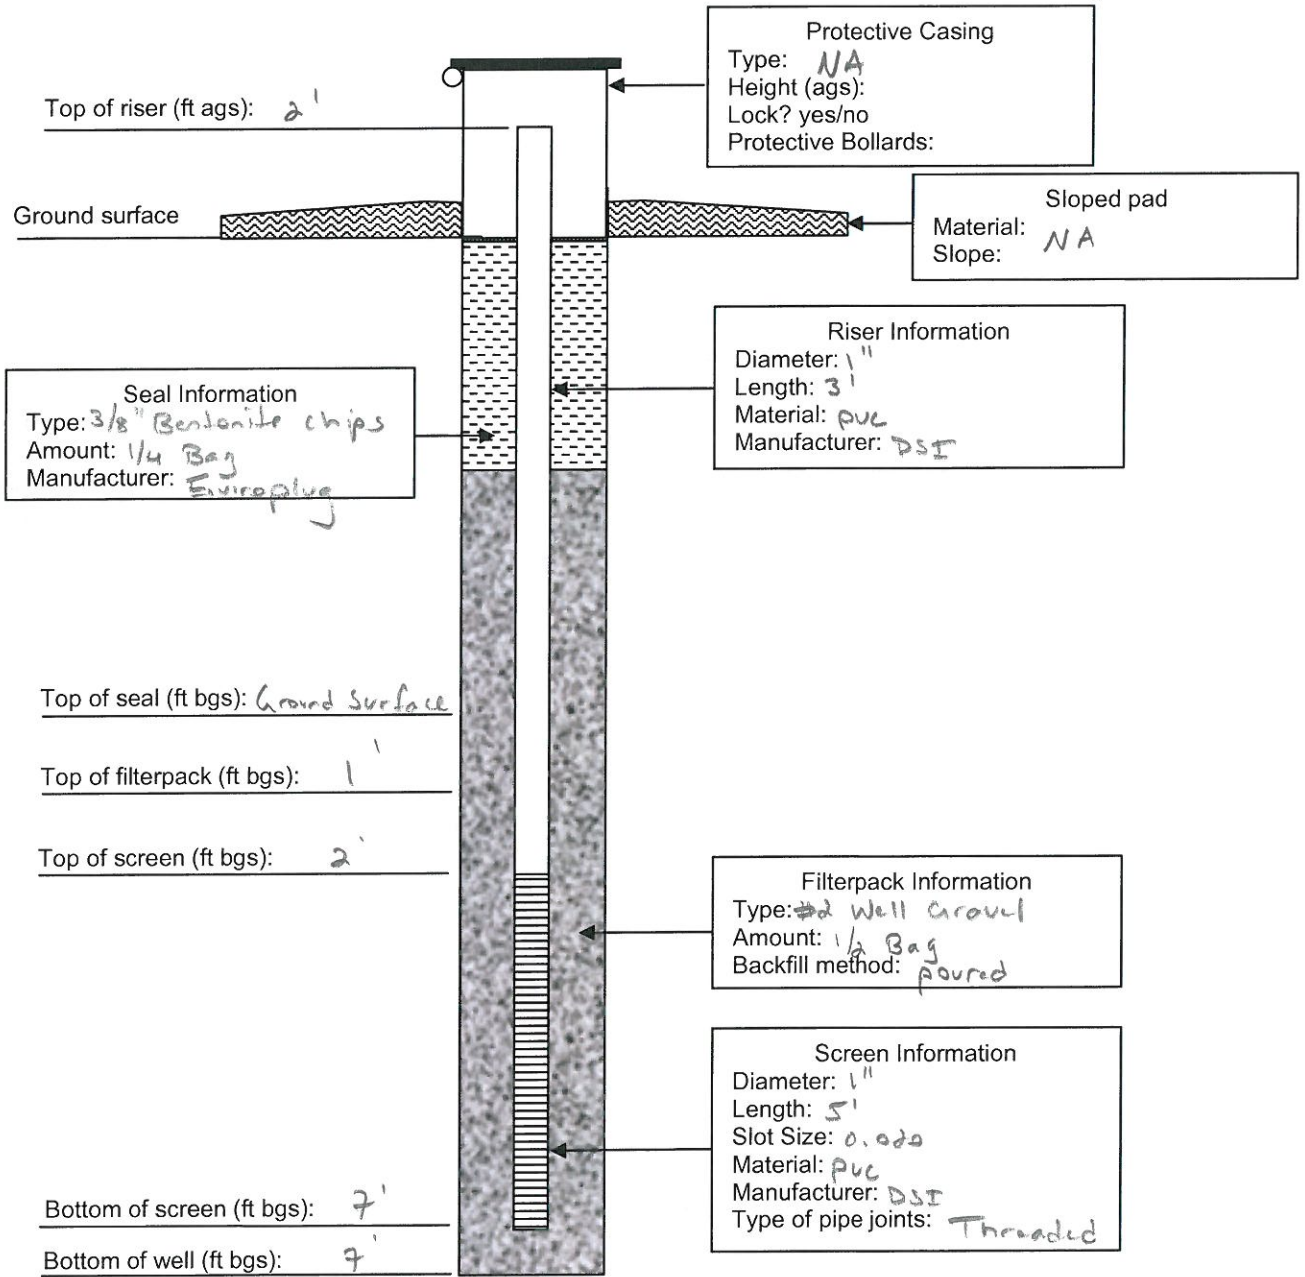 Protective Casing
Type: NA
Height (ags):
Lock? yes/no
Protective Bollards:
Top of riser (ft ags): 2'
Sloped pad
Material:
Slope: NA
Ground surface
Riser Information
Diameter: 1"
Length: 3'
Material: PVC
Manufacturer: DSI
Seal Information
Type: 3/8" Bentonite chips
Amount: 1/4 Bag
Manufacturer: Enviroplug
Top of seal (ft bgs): Ground Surface
Top of filterpack (ft bgs): 1'
Top of screen (ft bgs): 2'
Filterpack Information
Type: #2 Well Gravel
Amount: 1/2 Bag
Backfill method: poured
Screen Information
Diameter: 1"
Length: 5'
Slot Size: 0.020
Material: PVC
Manufacturer: DSI
Type of pipe joints: Threaded
Bottom of screen (ft bgs): 7'
Bottom of well (ft bgs): 7'